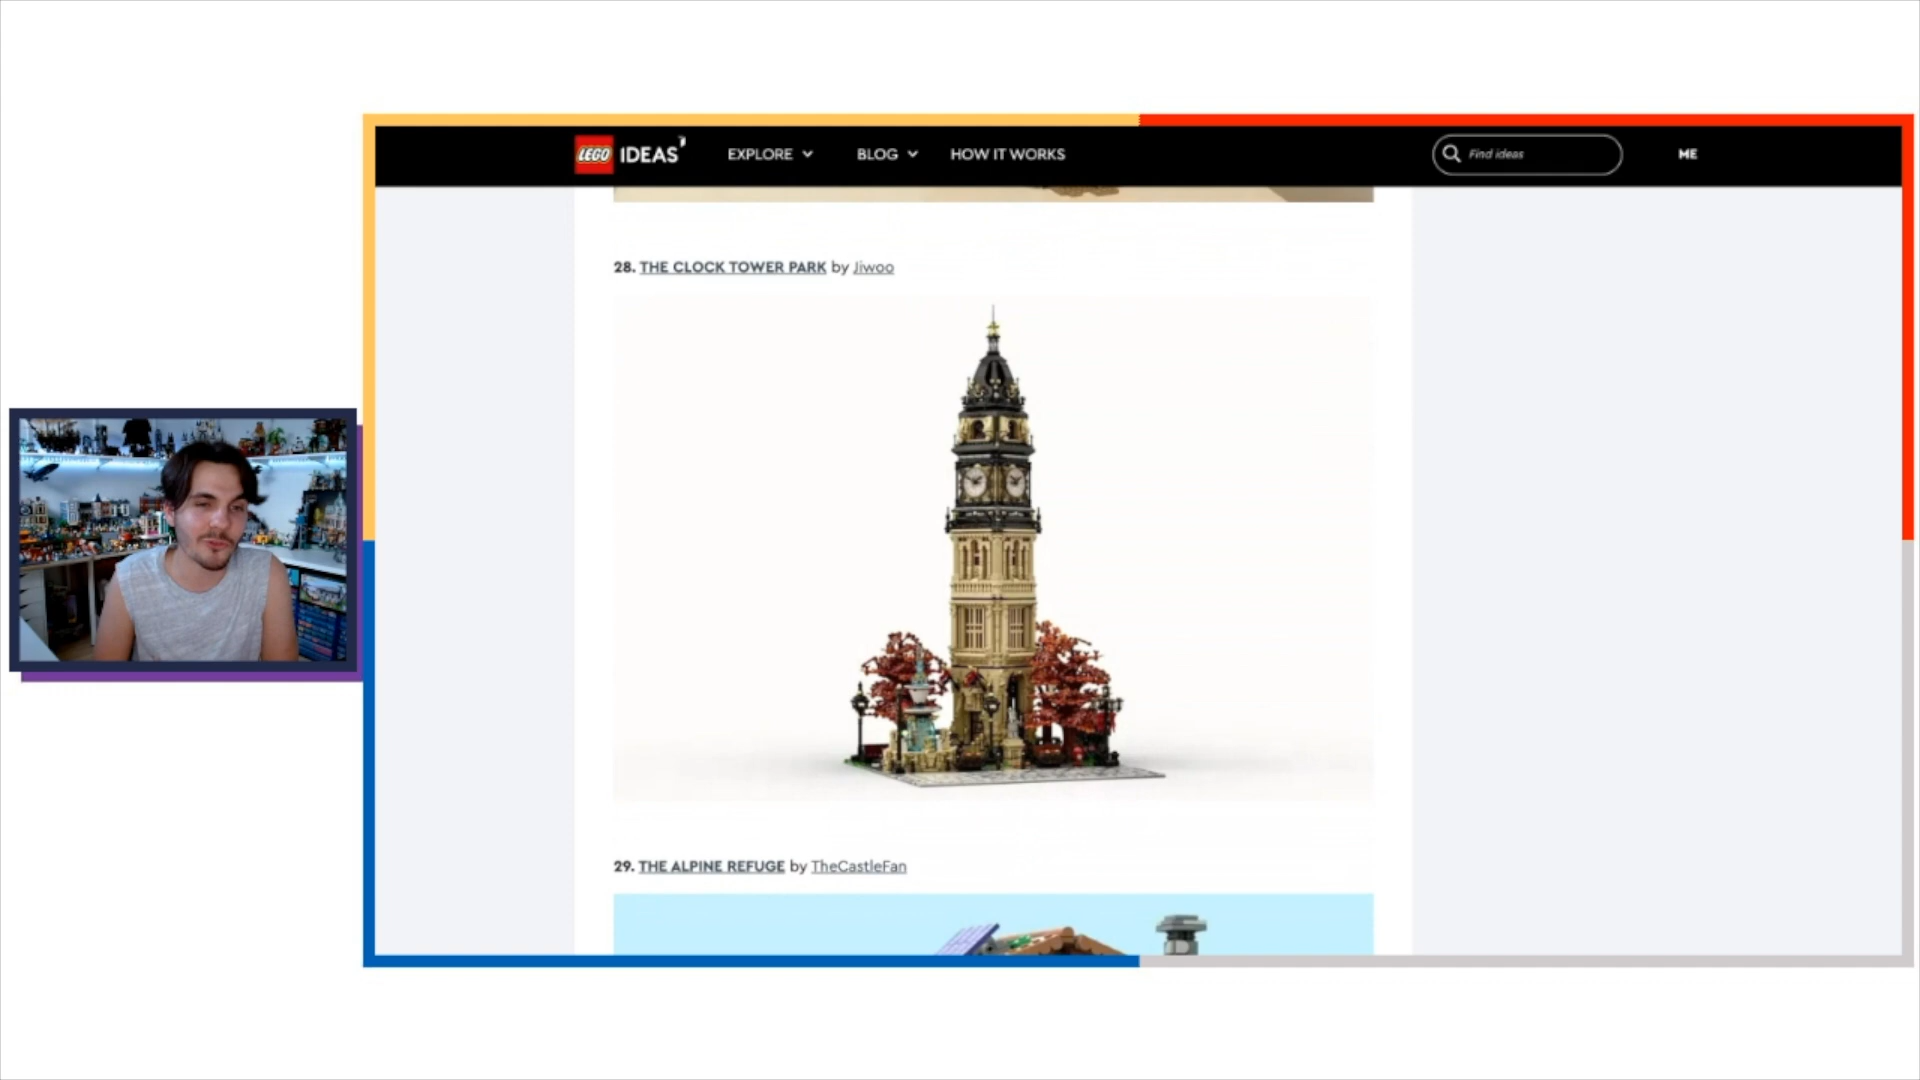 LEGO IDEAS
EXPLORE
BLOG
HOW IT WORKS
Find ideas
ME
28. THE CLOCK TOWER PARK by Jiwoo
29. THE ALPINE REFUGE by TheCastleFan